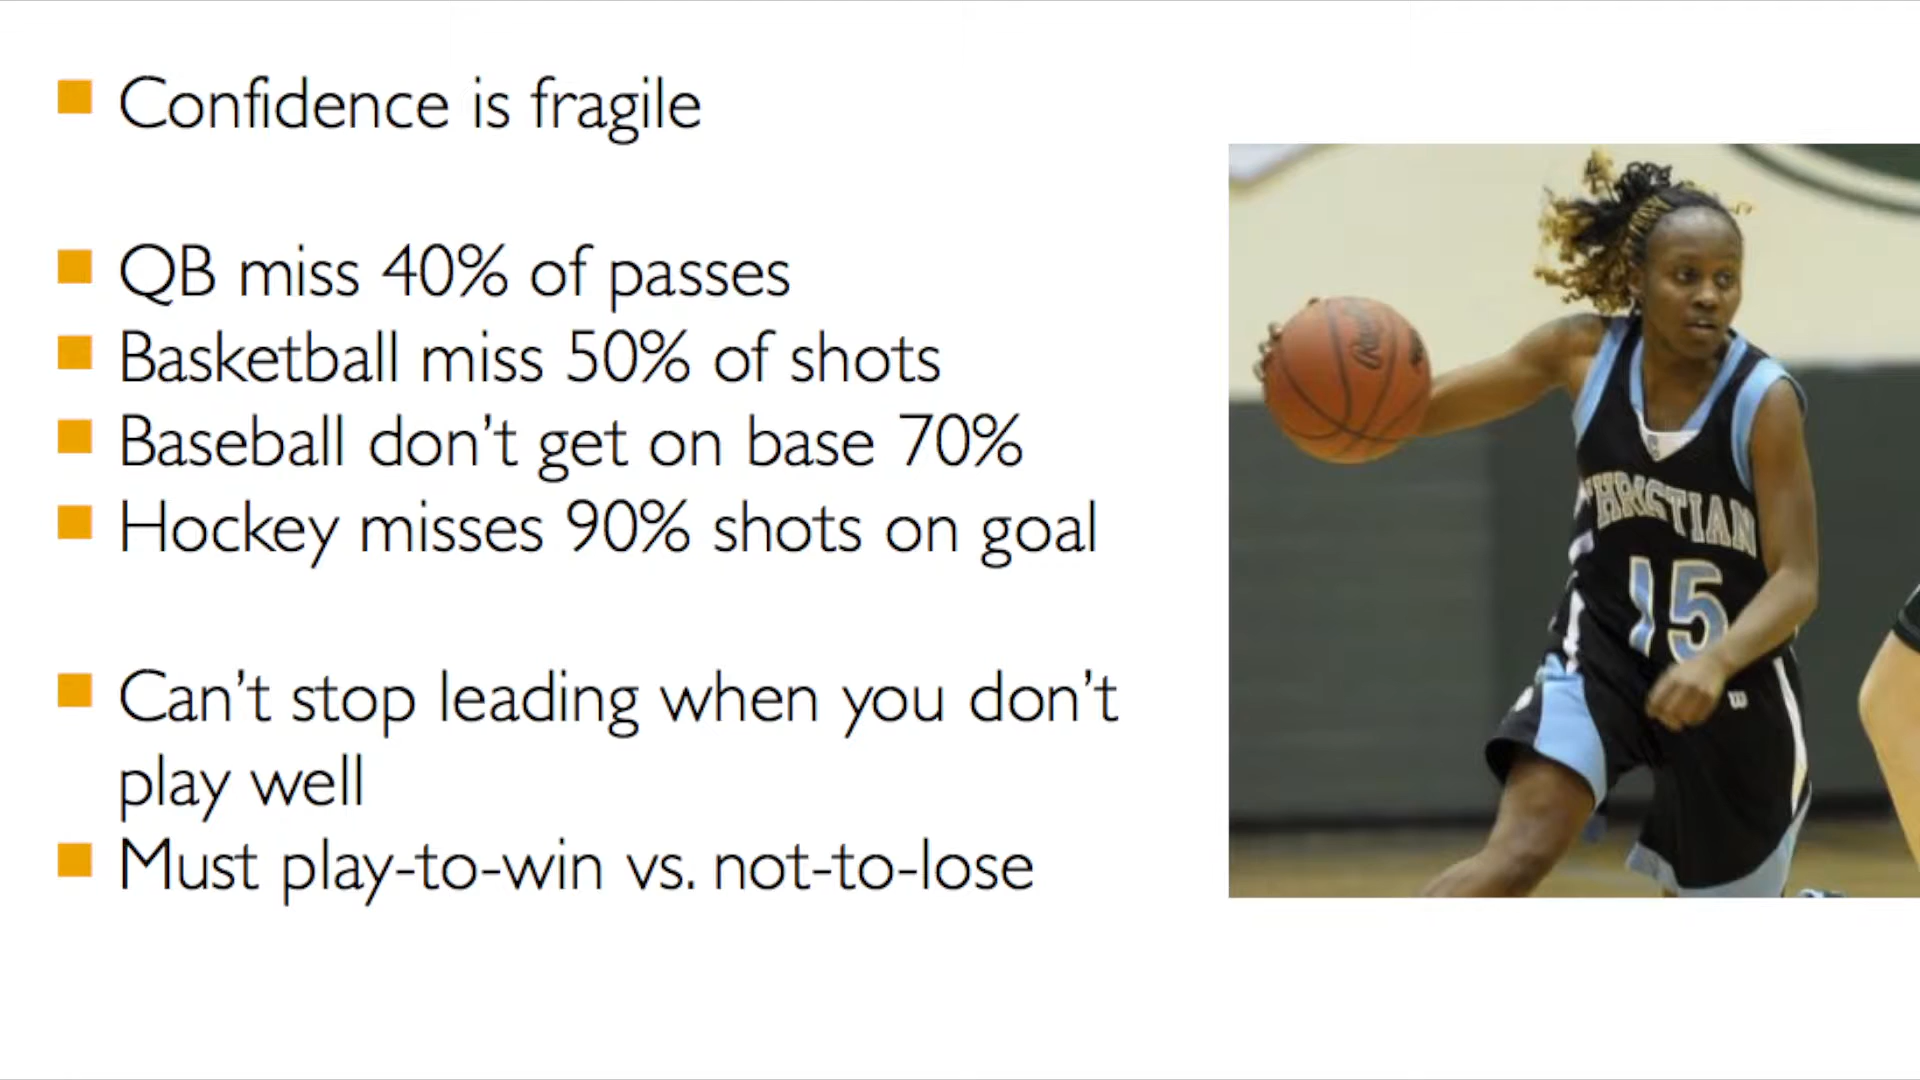 Confidence is fragile
QB miss 40% of passes
Basketball miss 50% of shots
Baseball don't get on base 70%
Hockey misses 90% shots on goal
Can't stop leading when you don't
play well
Must play-to-win vs. not-to-lose
CHRISTIAN
15